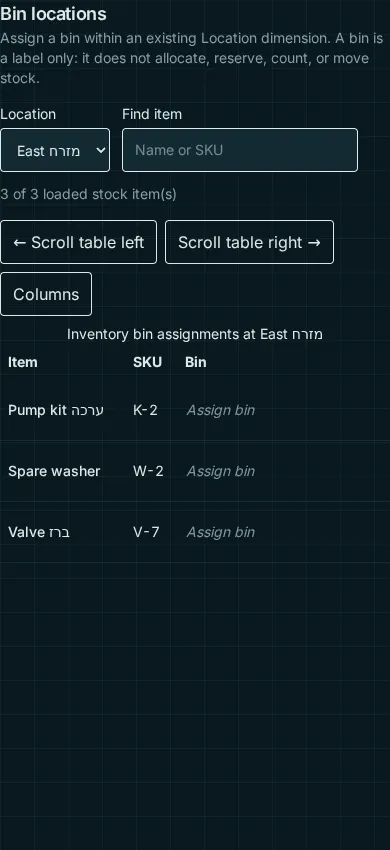 Bin locations
Assign a bin within an existing Location dimension. A bin is
a label only: it does not allocate, reserve, count, or move
stock.
Location Find item
East מזרח Name or SKU
3 of 3 loaded stock item(s)
← Scroll table left Scroll table right →
Columns
Inventory bin assignments at East מזרח
Item SKU Bin
Pump kit ערכה K-2 Assign bin
Spare washer W-2 Assign bin
Valve ברז V-7 Assign bin